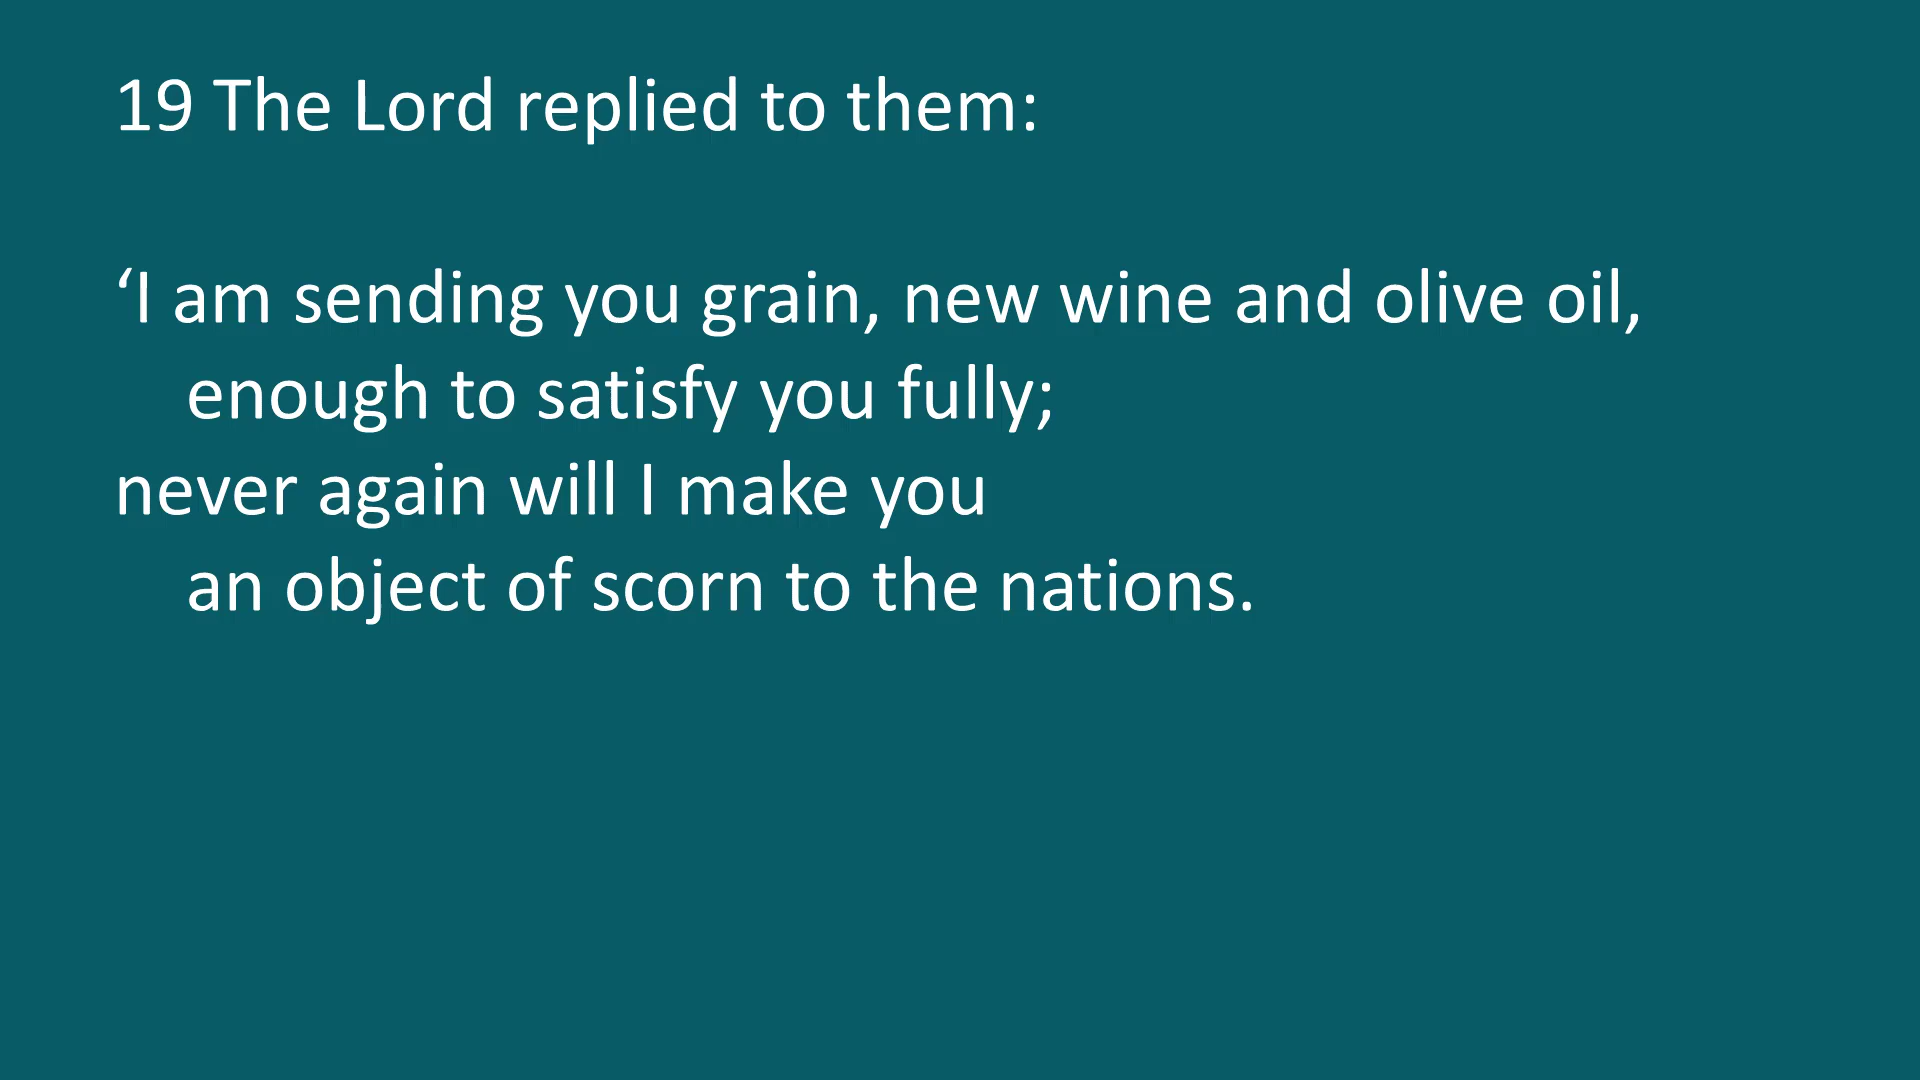 19 The Lord replied to them:
‘I am sending you grain, new wine and olive oil,
enough to satisfy you fully;
never again will I make you
an object of scorn to the nations.